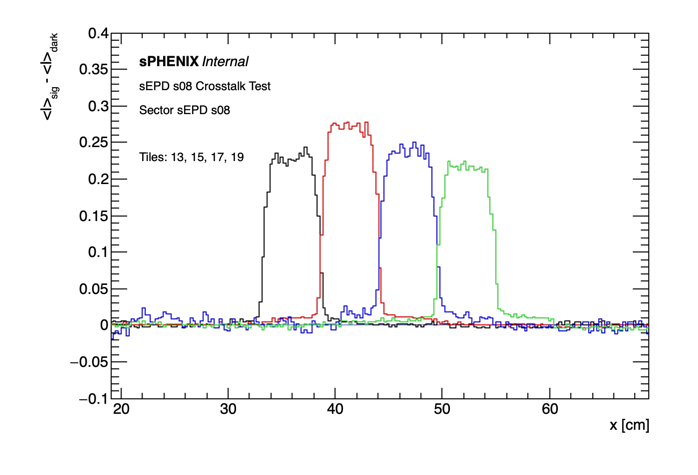 <I>sig - <I>dark
0.4
0.35
0.3
0.25
0.2
0.15
0.1
0.05
0
−0.05
−0.1
sPHENIX Internal
sEPD s08 Crosstalk Test
Sector sEPD s08
Tiles: 13, 15, 17, 19
20 30 40 50 60
x [cm]